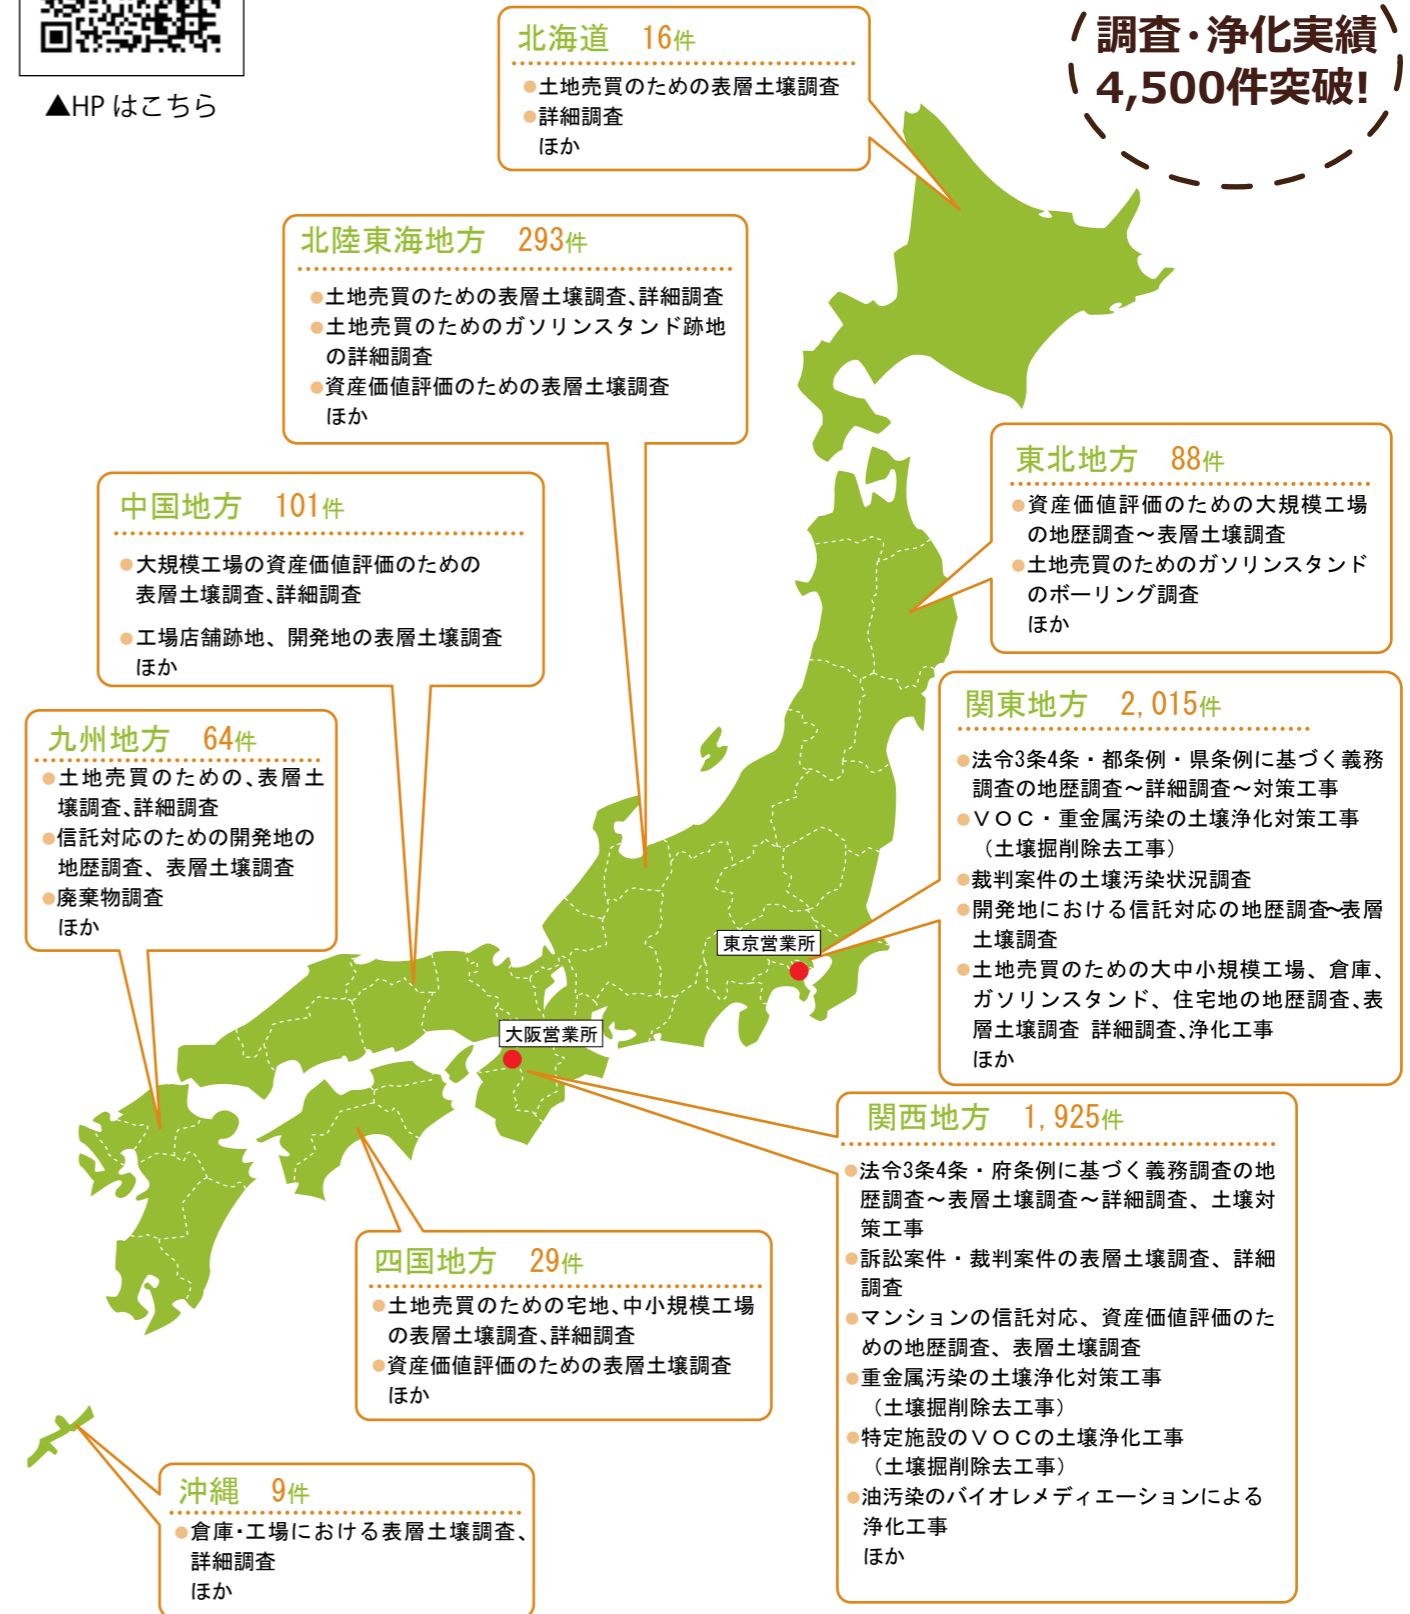 ▲HP はこちら
調査・浄化実績
4,500件突破!
北海道 16件
●土地売買のための表層土壌調査
●詳細調査
ほか
北陸東海地方 293件
●土地売買のための表層土壌調査、詳細調査
●土地売買のためのガソリンスタンド跡地
の詳細調査
●資産価値評価のための表層土壌調査
ほか
東北地方 88件
●資産価値評価のための大規模工場
の地歴調査～表層土壌調査
●土地売買のためのガソリンスタンド
のボーリング調査
ほか
中国地方 101件
●大規模工場の資産価値評価のための
表層土壌調査、詳細調査
●工場店舗跡地、開発地の表層土壌調査
ほか
関東地方 2,015件
●法令3条4条・都条例・県条例に基づく義務
調査の地歴調査～詳細調査～対策工事
●ＶＯＣ・重金属汚染の土壌浄化対策工事
（土壌掘削除去工事）
●裁判案件の土壌汚染状況調査
●開発地における信託対応の地歴調査～表層
土壌調査
●土地売買のための大中小規模工場、倉庫、
ガソリンスタンド、住宅地の地歴調査、表
層土壌調査 詳細調査、浄化工事
ほか
九州地方 64件
●土地売買のための、表層土
壌調査、詳細調査
●信託対応のための開発地の
地歴調査、表層土壌調査
●廃棄物調査
ほか
東京営業所
大阪営業所
関西地方 1,925件
●法令3条4条・府条例に基づく義務調査の地
歴調査～表層土壌調査～詳細調査、土壌対
策工事
●訴訟案件・裁判案件の表層土壌調査、詳細
調査
●マンションの信託対応、資産価値評価のた
めの地歴調査、表層土壌調査
●重金属汚染の土壌浄化対策工事
（土壌掘削除去工事）
●特定施設のＶＯＣの土壌浄化工事
（土壌掘削除去工事）
●油汚染のバイオレメディエーションによる
浄化工事
ほか
四国地方 29件
●土地売買のための宅地、中小規模工場
の表層土壌調査、詳細調査
●資産価値評価のための表層土壌調査
ほか
沖縄 9件
●倉庫・工場における表層土壌調査、
詳細調査
ほか